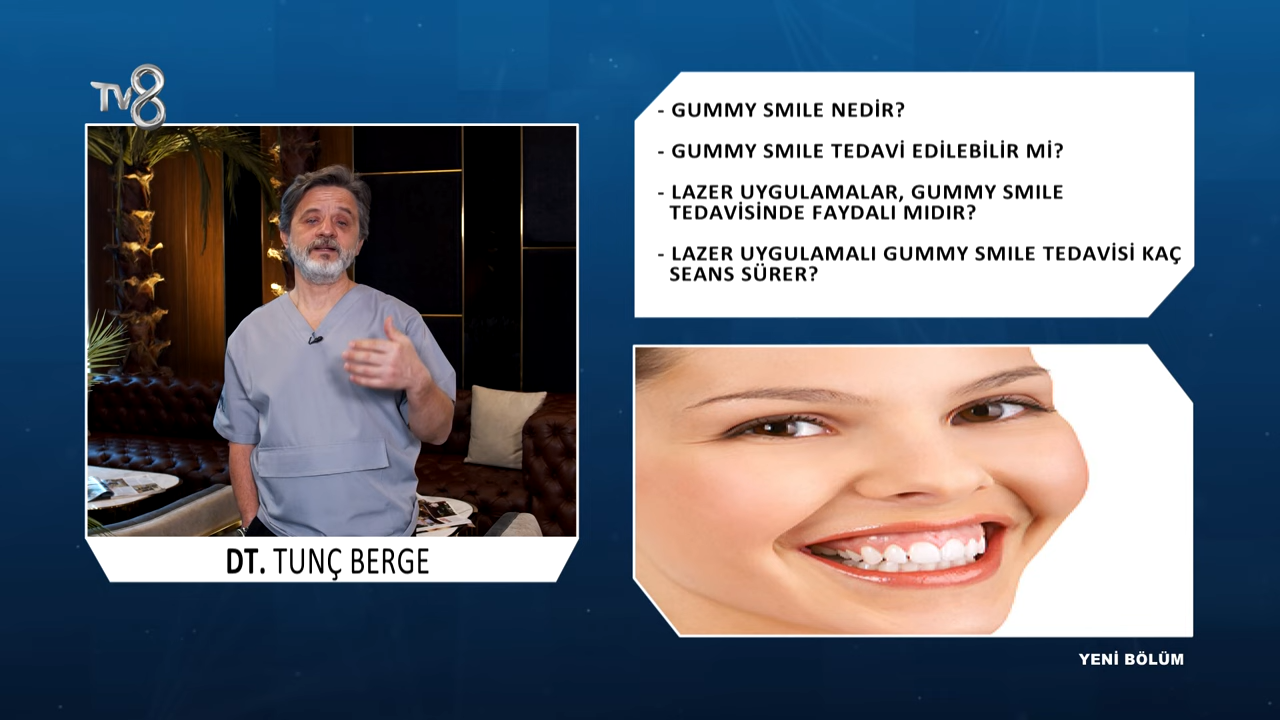 TV8
- GUMMY SMILE NEDİR?
- GUMMY SMILE TEDAVİ EDİLEBİLİR Mİ?
- LAZER UYGULAMALAR, GUMMY SMILE
TEDAVİSİNDE FAYDALI MIDIR?
- LAZER UYGULAMALI GUMMY SMILE TEDAVİSİ KAÇ
SEANS SÜRER?
DT. TUNÇ BERGE
YENİ BÖLÜM